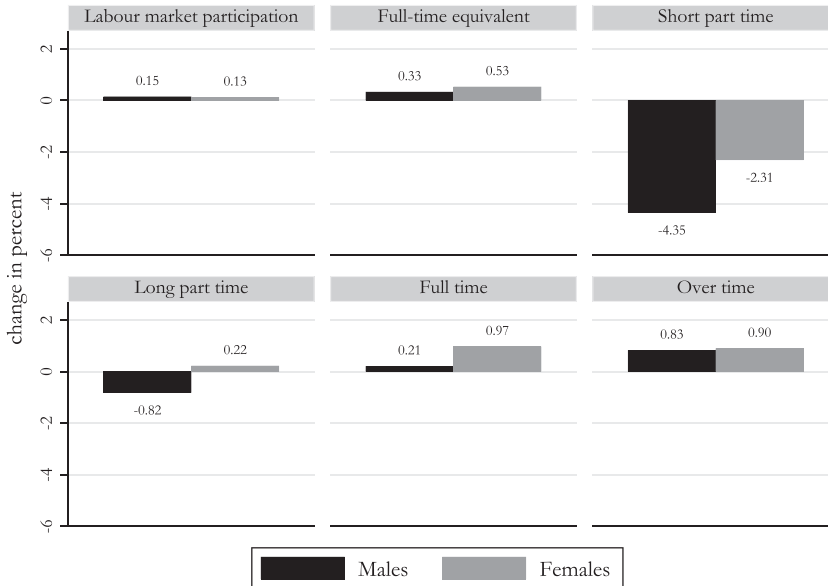 Labour market participation
Full-time equivalent
Short part time
2
0
-2
-4
-6
0.15
0.13
0.33
0.53
-4.35
-2.31
change in percent
Long part time
Full time
Over time
2
0
-2
-4
-6
-0.82
0.22
0.21
0.97
0.83
0.90
Males
Females